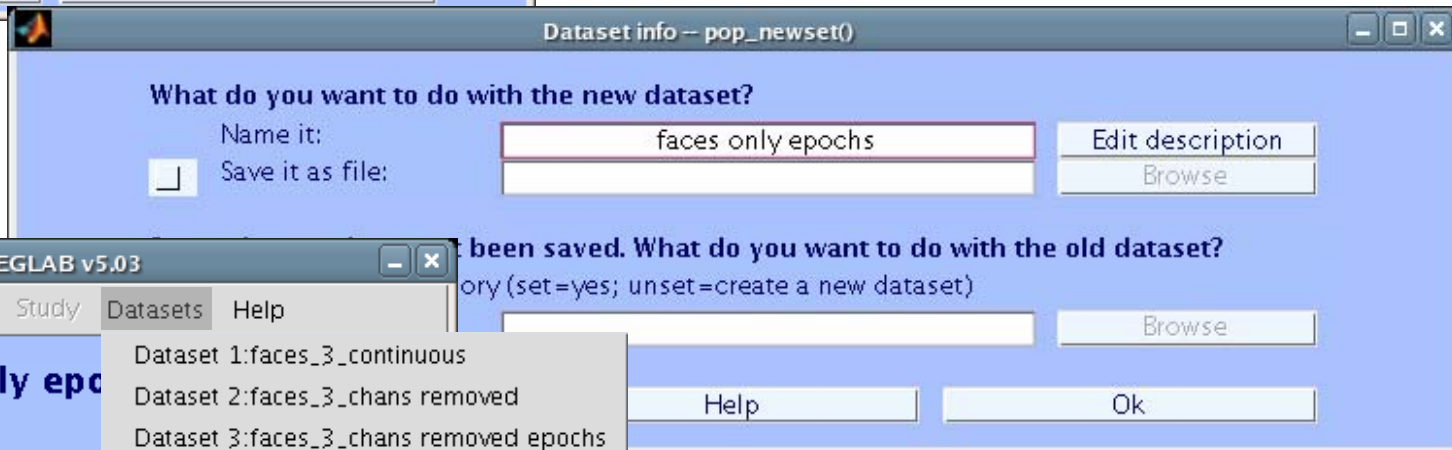 Dataset info -- pop_newset()
What do you want to do with the new dataset?
Name it:
faces only epochs
Edit description
Save it as file:
Browse
been saved. What do you want to do with the old dataset?
EGLAB v5.03
ory (set=yes; unset=create a new dataset)
Study Datasets Help
Browse
Dataset 1:faces_3_continuous
ly epo
Dataset 2:faces_3_chans removed
Help
Ok
Dataset 3:faces_3_chans removed epochs